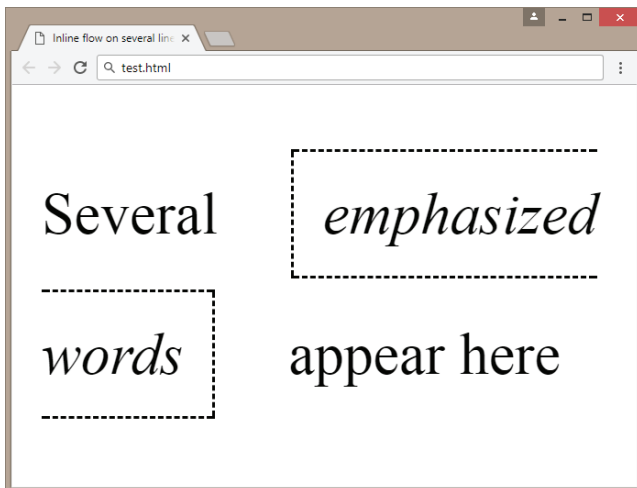 Inline flow on several line
test.html
Several emphasized
words appear here